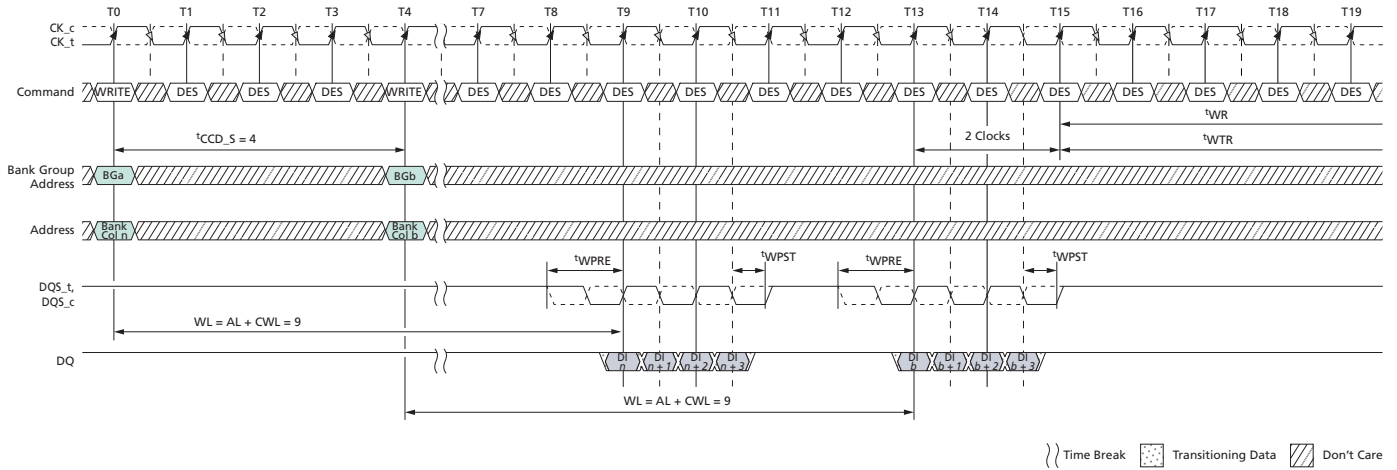 T0 T1 T2 T3 T4 T7 T8 T9 T10 T11 T12 T13 T14 T15 T16 T17 T18 T19
CK_c
CK_t
Command WRITE DES DES DES WRITE DES DES DES DES DES DES DES DES DES DES DES DES DES
tWR
tCCD_S = 4 2 Clocks tWTR
Bank Group
Address BGa BGb
Address Bank
Col n Bank
Col b
tWPRE tWPST tWPRE tWPST
DQS_t,
DQS_c
WL = AL + CWL = 9
DQ DI
n DI
n + 1 DI
n + 2 DI
n + 3 DI
b DI
b + 1 DI
b + 2 DI
b + 3
WL = AL + CWL = 9
Time Break Transitioning Data Don't Care